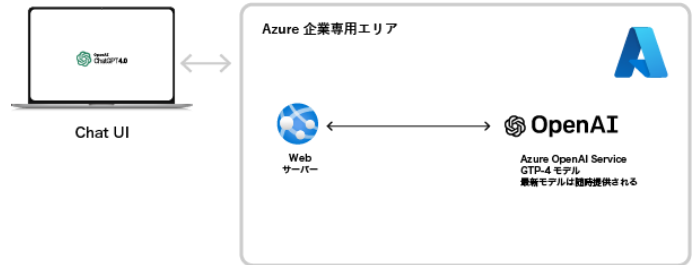 Azure 企業専用エリア
OpenAI
ChatGPT4.0
Chat UI
Web
サーバー
OpenAI
Azure OpenAI Service
GTP-4 モデル
最新モデルは随時提供される